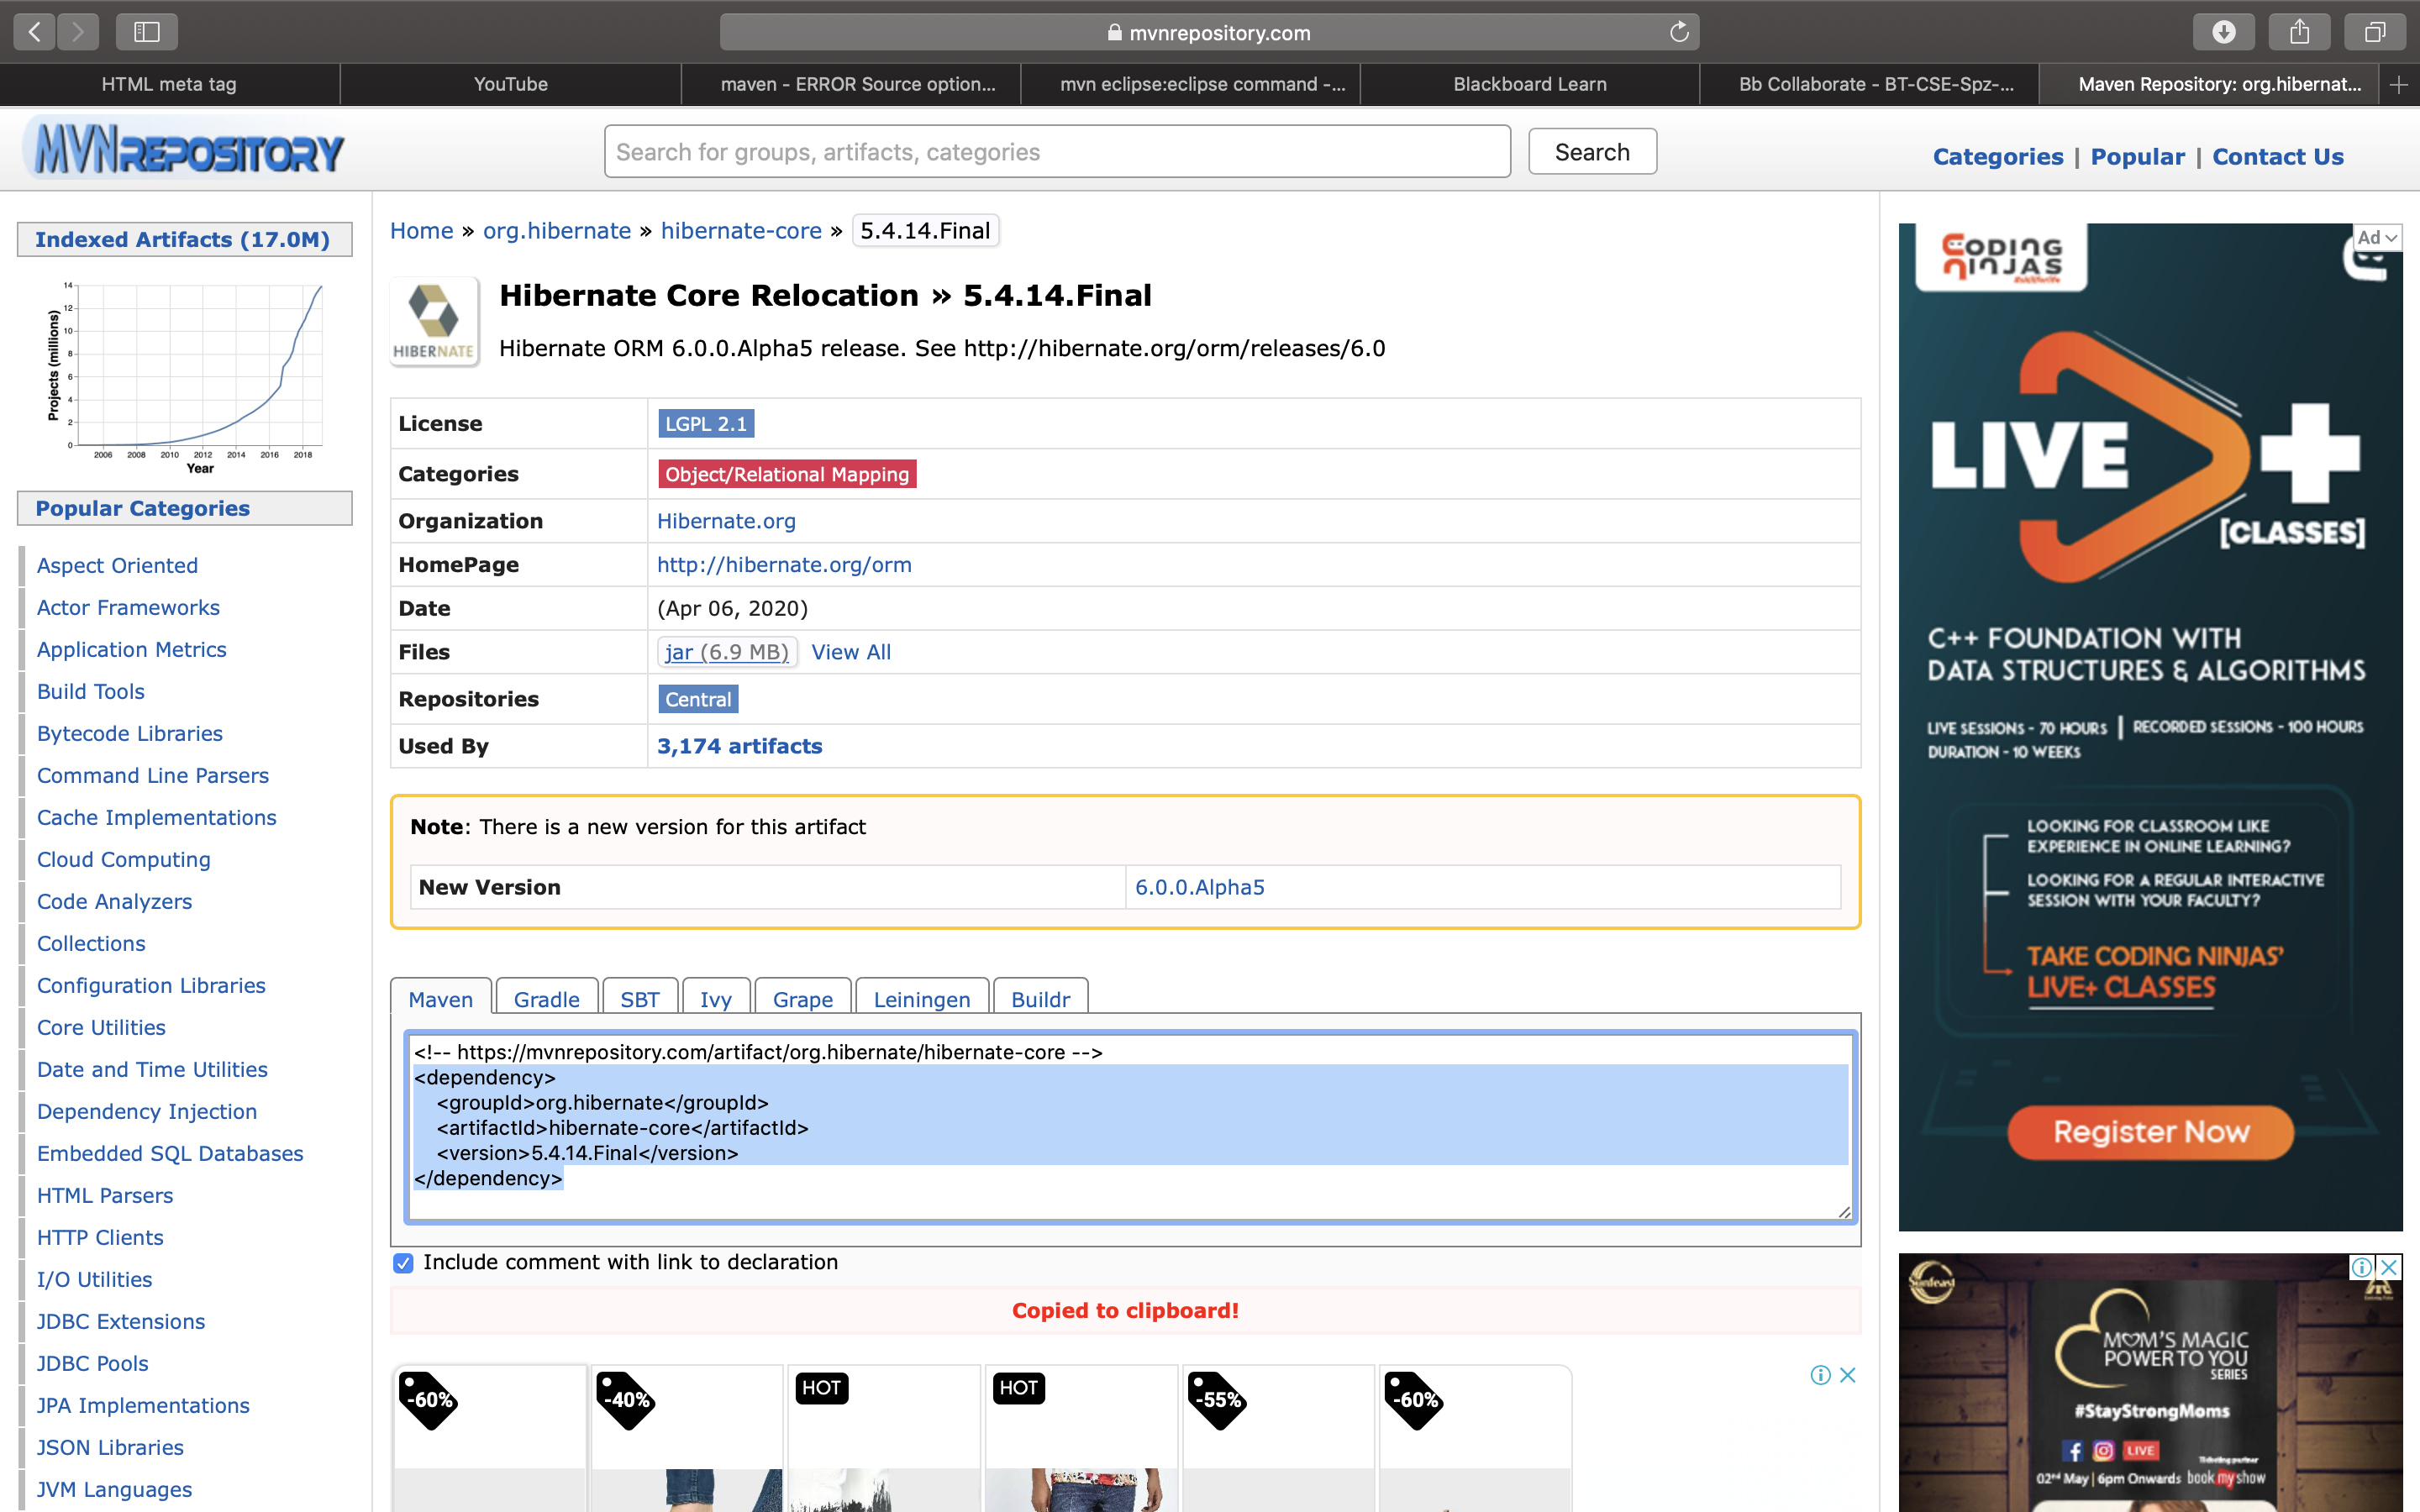 mvnrepository.com
HTML meta tag
YouTube
maven - ERROR Source option...
mvn eclipse:eclipse command -...
Blackboard Learn
Bb Collaborate - BT-CSE-Spz-...
Maven Repository: org.hibernat...
MVNREPOSITORY
Search for groups, artifacts, categories
Search
Categories | Popular | Contact Us
Indexed Artifacts (17.0M)
Projects (millions)
14
12
10
8
6
4
2
0
2006 2008 2010 2012 2014 2016 2018
Year
Popular Categories
Aspect Oriented
Actor Frameworks
Application Metrics
Build Tools
Bytecode Libraries
Command Line Parsers
Cache Implementations
Cloud Computing
Code Analyzers
Collections
Configuration Libraries
Core Utilities
Date and Time Utilities
Dependency Injection
Embedded SQL Databases
HTML Parsers
HTTP Clients
I/O Utilities
JDBC Extensions
JDBC Pools
JPA Implementations
JSON Libraries
JVM Languages
Home » org.hibernate » hibernate-core » 5.4.14.Final
HIBERNATE
Hibernate Core Relocation » 5.4.14.Final
Hibernate ORM 6.0.0.Alpha5 release. See http://hibernate.org/orm/releases/6.0
License LGPL 2.1
Categories Object/Relational Mapping
Organization Hibernate.org
HomePage http://hibernate.org/orm
Date (Apr 06, 2020)
Files jar (6.9 MB) View All
Repositories Central
Used By 3,174 artifacts
Note: There is a new version for this artifact
New Version 6.0.0.Alpha5
Maven Gradle SBT Ivy Grape Leiningen Buildr
<!-- https://mvnrepository.com/artifact/org.hibernate/hibernate-core -->
<dependency>
<groupId>org.hibernate</groupId>
<artifactId>hibernate-core</artifactId>
<version>5.4.14.Final</version>
</dependency>
Include comment with link to declaration
Copied to clipboard!
-60% -40% HOT HOT -55% -60%
Ad
CODING
NINJAS
LIVE +
[CLASSES]
C++ FOUNDATION WITH
DATA STRUCTURES & ALGORITHMS
LIVE SESSIONS - 70 HOURS | RECORDED SESSIONS - 100 HOURS
DURATION - 10 WEEKS
LOOKING FOR CLASSROOM LIKE
EXPERIENCE IN ONLINE LEARNING?
LOOKING FOR A REGULAR INTERACTIVE
SESSION WITH YOUR FACULTY?
TAKE CODING NINJAS'
LIVE+ CLASSES
Register Now
Sunfeast
MOM'S MAGIC
POWER TO YOU
SERIES
#StayStrongMoms
LIVE
Ticketing partner
02nd May | 6pm Onwards book my show